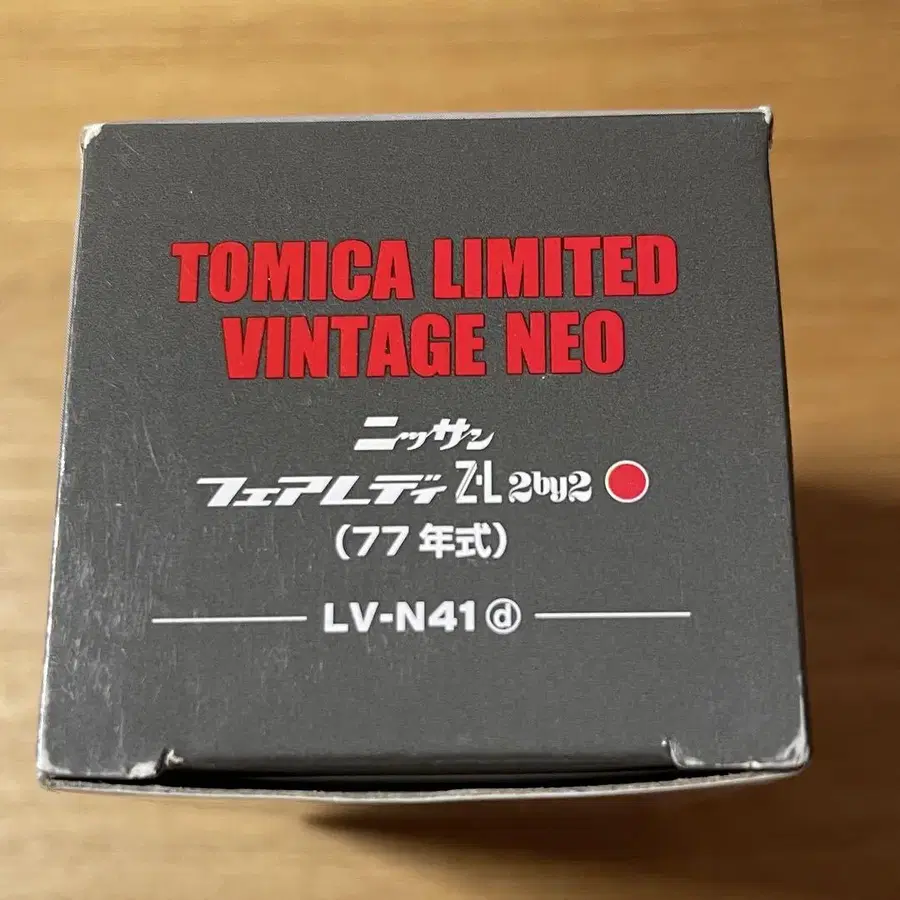 TOMICA LIMITED
VINTAGE NEO
ニッサン
フェアレディ Z-L 2by2
（77 年式）
LV-N41 ⓓ